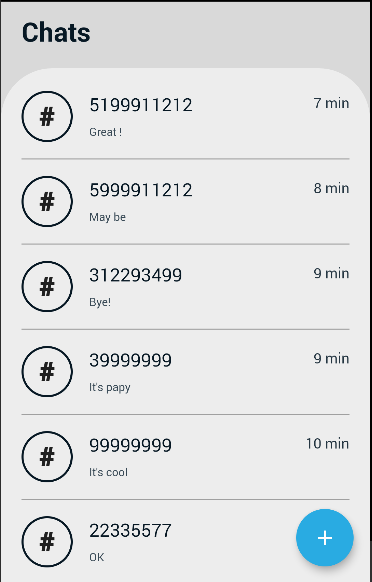 Chats
# 5199911212 7 min
Great !
# 5999911212 8 min
May be
# 312293499 9 min
Bye!
# 39999999 9 min
It's papy
# 99999999 10 min
It's cool
# 22335577
OK
+